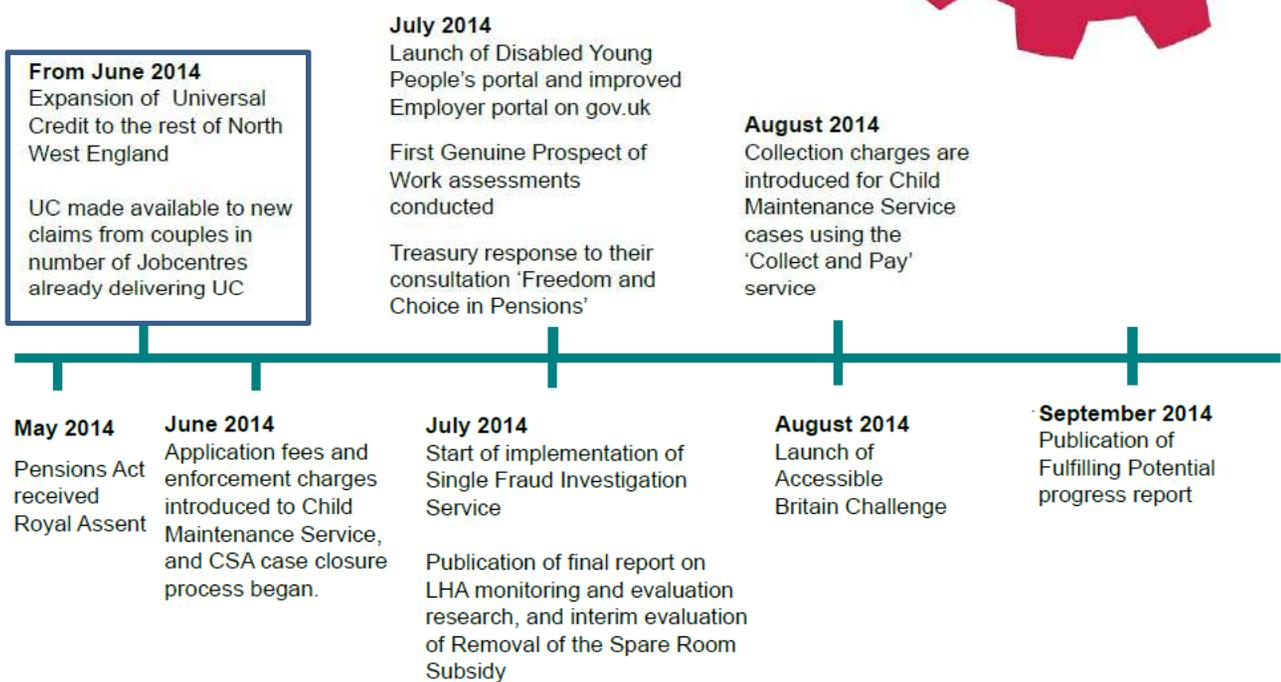 From June 2014
Expansion of  Universal
Credit to the rest of North
West England
UC made available to new
claims from couples in
number of Jobcentres
already delivering UC
July 2014
Launch of Disabled Young
People's portal and improved
Employer portal on gov.uk
First Genuine Prospect of
Work assessments
conducted
Treasury response to their
consultation 'Freedom and
Choice in Pensions'
August 2014
Collection charges are
introduced for Child
Maintenance Service
cases using the
'Collect and Pay'
service
May 2014
Pensions Act
received
Royal Assent
June 2014
Application fees and
enforcement charges
introduced to Child
Maintenance Service,
and CSA case closure
process began.
July 2014
Start of implementation of
Single Fraud Investigation
Service
Publication of final report on
LHA monitoring and evaluation
research, and interim evaluation
of Removal of the Spare Room
Subsidy
August 2014
Launch of
Accessible
Britain Challenge
September 2014
Publication of
Fulfilling Potential
progress report